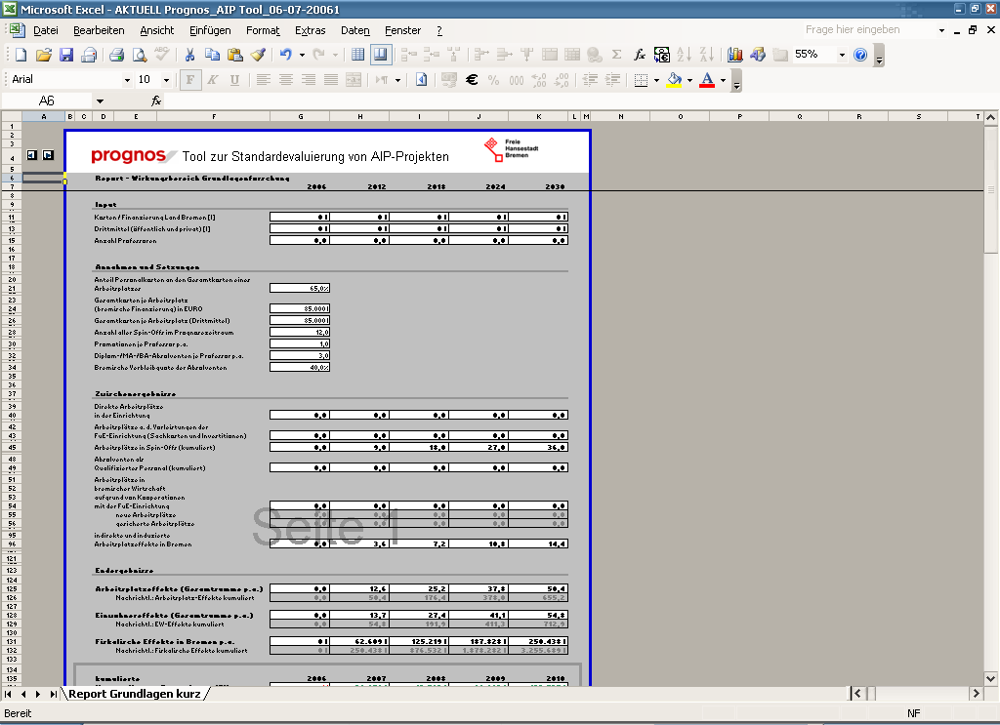 Microsoft Excel - AKTUELL Prognos_AIP Tool_06-07-20061
Datei Bearbeiten Ansicht Einfügen Format Extras Daten Fenster ? Frage hier eingeben
55%
Arial 10 F K U € % 000
A6 fx
A B C D E F G H I J K L M N O P Q R S T
prognos Tool zur Standardevaluierung von AIP-Projekten Freie Hansestadt Bremen
Report - Wirkungsbereich Grundlagenforschung
2006 2012 2018 2024 2030
Input
Kosten / Finanzierung Land Bremen [I] 0 I 0 I 0 I 0 I 0 I
Drittmittel (öffentlich und privat) [I] 0 I 0 I 0 I 0 I 0 I
Anzahl Professoren 0,0 0,0 0,0 0,0 0,0
Annahmen und Setzungen
Anteil Personalkosten an den Gesamtkosten eines
Arbeitsplatzes 65,0%
Gesamtkosten je Arbeitsplatz
(bremische Finanzierung) in EURO 85.000 I
Gesamtkosten je Arbeitsplatz (Drittmittel) 85.000 I
Anzahl aller Spin-Offs im Prognosezeitraum 12,0
Promotionen je Professor p.a. 1,0
Diplom-/MA-/BA-Absolventen je Professor p.a. 3,0
Bremische Verbleibquote der Absolventen 40,0%
Zwischenergebnisse
Direkte Arbeitsplätze
in der Einrichtung 0,0 0,0 0,0 0,0 0,0
Arbeitsplätze a. d. Vorleistungen der
FuE-Einrichtung (Sachkosten und Investitionen) 0,0 0,0 0,0 0,0 0,0
Arbeitsplätze in Spin-Offs (kumuliert) 0,0 9,0 18,0 27,0 36,0
Absolventen als
Qualifiziertes Personal (kumuliert) 0,0 0,0 0,0 0,0 0,0
Arbeitsplätze in
bremischer Wirtschaft
aufgrund von Kooperationen
mit der FuE-Einrichtung 0,0 0,0 0,0 0,0 0,0
neue Arbeitsplätze 0,0 0,0 0,0 0,0 0,0
gesicherte Arbeitsplätze 0,0 0,0 0,0 0,0 0,0
Seite 1
indirekte und induzierte
Arbeitsplatzeffekte in Bremen 0,0 3,6 7,2 10,8 14,4
Endergebnisse
Arbeitsplatzeffekte (Gesamtsumme p.a.) 0,0 12,6 25,2 37,8 50,4
Nachrichtl.: Arbeitsplatz-Effekte kumuliert 0,0 50,4 176,4 378,0 655,2
Einwohnereffekte (Gesamtsumme p.a.) 0,0 13,7 27,4 41,1 54,8
Nachrichtl.: EW-Effekte kumuliert 0,0 54,8 191,9 411,3 712,9
Fiskalische Effekte in Bremen p.a. 0 I 62.609 I 125.219 I 187.828 I 250.438 I
Nachrichtl.: Fiskalische Effekte kumuliert 0 I 250.438 I 876.532 I 1.878.282 I 3.255.689 I
kumulierte 2006 2007 2008 2009 2010
Report Grundlagen kurz
Bereit NF